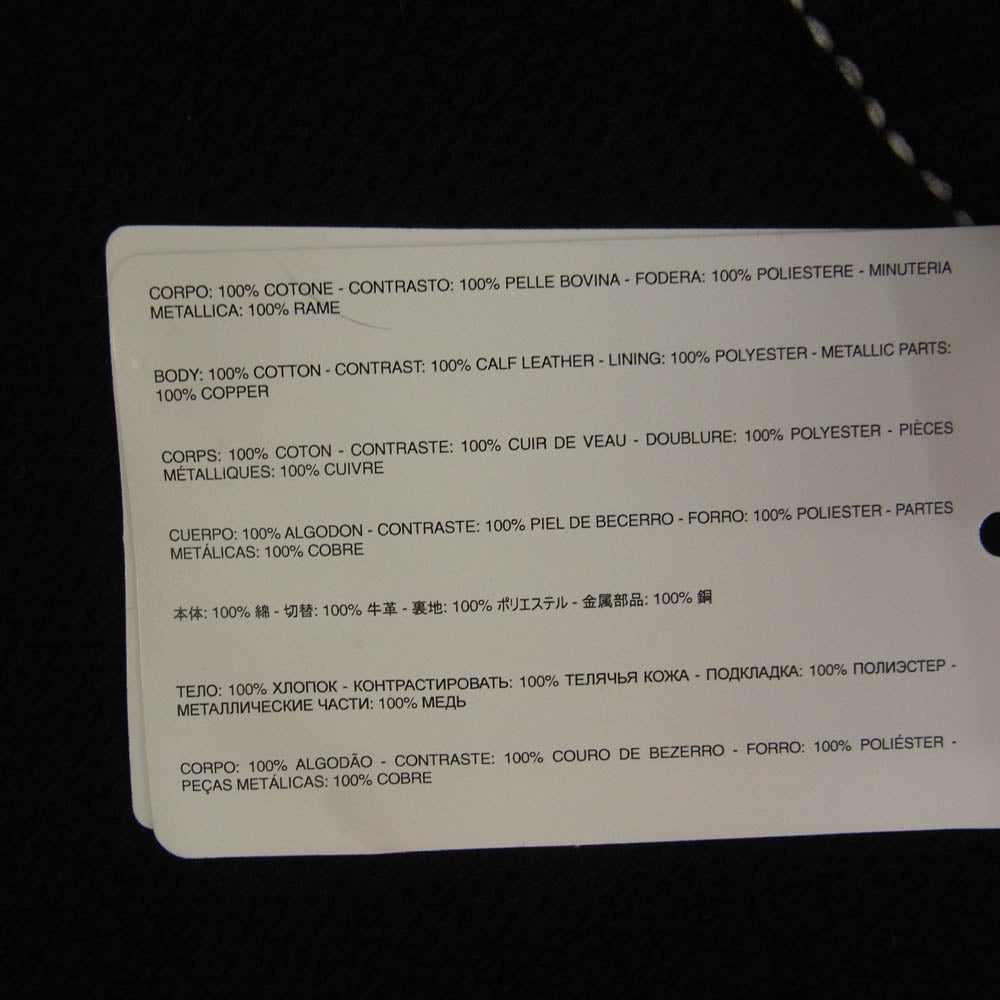 CORPO: 100% COTONE - CONTRASTO: 100% PELLE BOVINA - FODERA: 100% POLIESTERE - MINUTERIA
METALLICA: 100% RAME
BODY: 100% COTTON - CONTRAST: 100% CALF LEATHER - LINING: 100% POLYESTER - METALLIC PARTS:
100% COPPER
CORPS: 100% COTON - CONTRASTE: 100% CUIR DE VEAU - DOUBLURE: 100% POLYESTER - PIÈCES
MÉTALLIQUES: 100% CUIVRE
CUERPO: 100% ALGODON - CONTRASTE: 100% PIEL DE BECERRO - FORRO: 100% POLIESTER - PARTES
METÁLICAS: 100% COBRE
本体: 100% 綿 - 切替: 100% 牛革 - 裏地: 100% ポリエステル - 金属部品: 100% 銅
ТЕЛО: 100% ХЛОПОК - КОНТРАСТИРОВАТЬ: 100% ТЕЛЯЧЬЯ КОЖА - ПОДКЛАДКА: 100% ПОЛИЭСТЕР -
МЕТАЛЛИЧЕСКИЕ ЧАСТИ: 100% МЕДЬ
CORPO: 100% ALGODÃO - CONTRASTE: 100% COURO DE BEZERRO - FORRO: 100% POLIÉSTER -
PEÇAS METÁLICAS: 100% COBRE